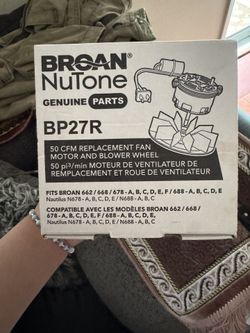 BROAN
NuTone
GENUINE PARTS
BP27R
50 CFM REPLACEMENT FAN
MOTOR AND BLOWER WHEEL
50 pi³/min MOTEUR DE VENTILATEUR DE
REMPLACEMENT ET ROUE DE VENTILATEUR
FITS BROAN 662 / 668 / 678 - A, B, C, D, E, F / 688 - A, B, C, D, E
Nautilus N678 - A, B, C, D, E / N688 - A, B, C
COMPATIBLE AVEC LES MODÈLES BROAN 662 / 668 /
678 - A, B, C, D, E, F / 688 - A, B, C, D, E
Nautilus N678 - A, B, C, D, E, N688 - A, B, C